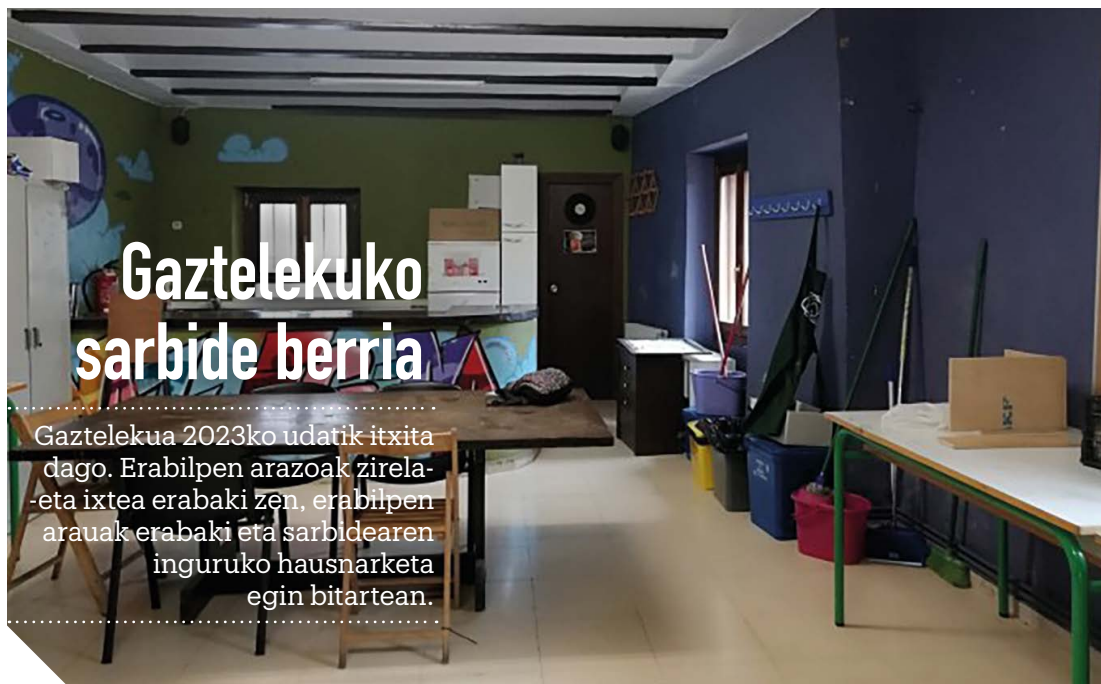 Gaztelekuko
sarbide berria
Gaztelekua 2023ko udatik itxita
dago. Erabilpen arazoak zirela-
-eta ixtea erabaki zen, erabilpen
arauak erabaki eta sarbidearen
inguruko hausnarketa
egin bitartean.